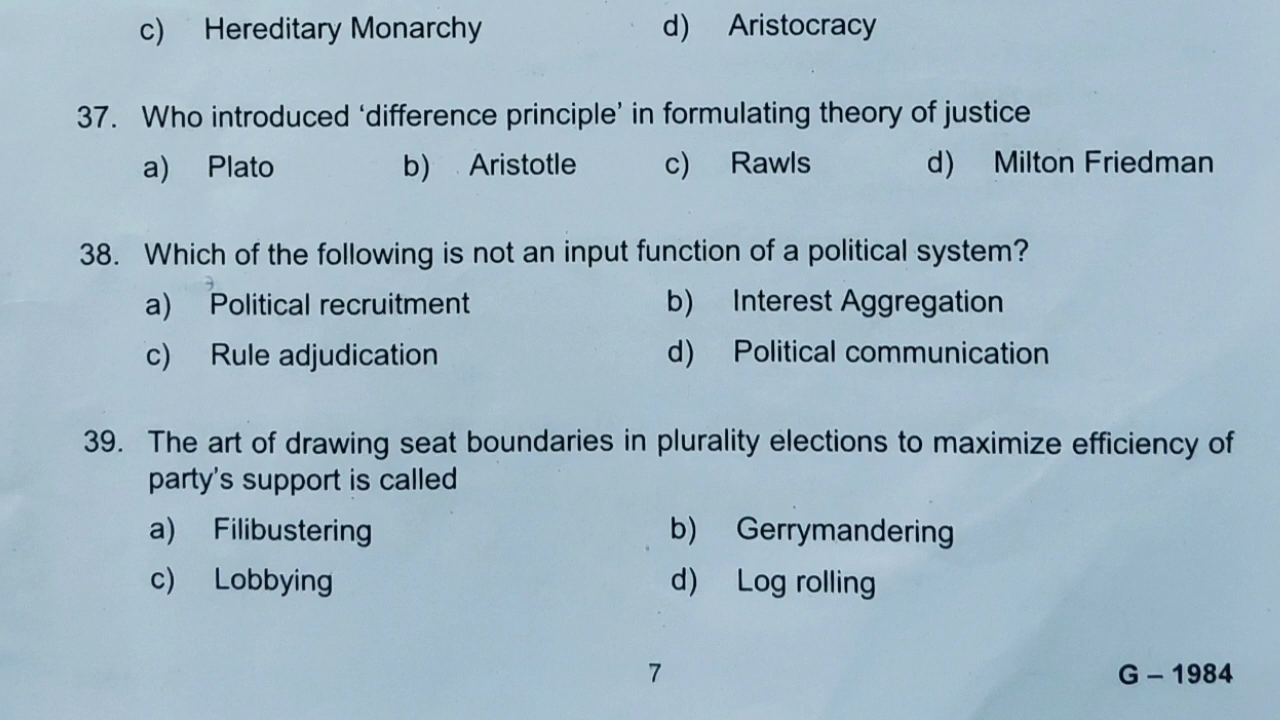 c) Hereditary Monarchy d) Aristocracy
37. Who introduced ‘difference principle’ in formulating theory of justice
a) Plato b) Aristotle c) Rawls d) Milton Friedman
38. Which of the following is not an input function of a political system?
a) Political recruitment b) Interest Aggregation
c) Rule adjudication d) Political communication
39. The art of drawing seat boundaries in plurality elections to maximize efficiency of
party’s support is called
a) Filibustering b) Gerrymandering
c) Lobbying d) Log rolling
7 G – 1984